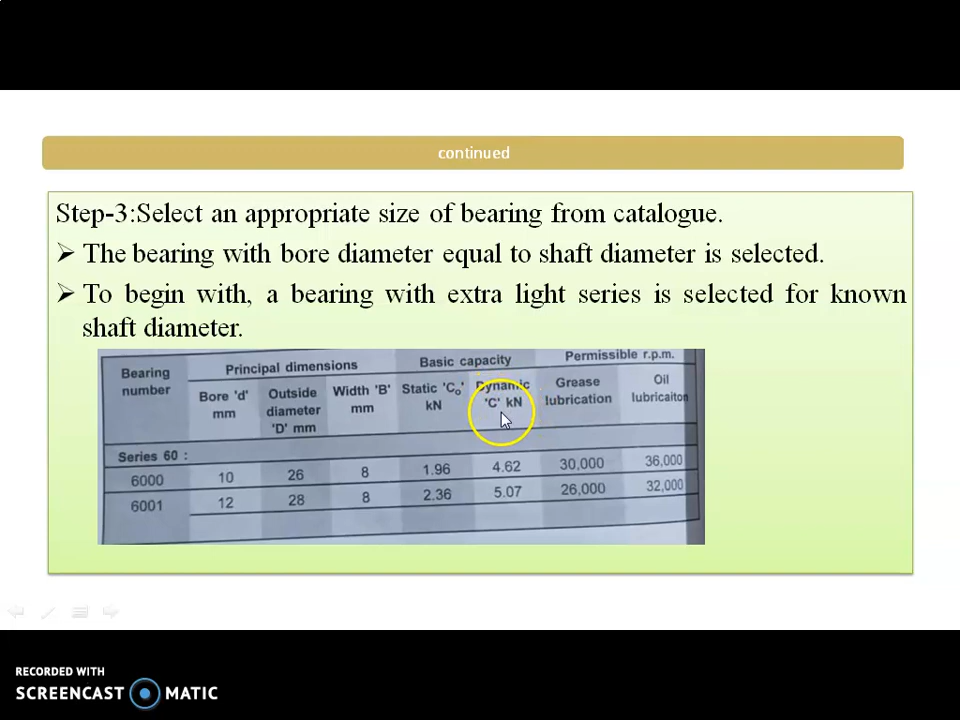 continued
Step-3:Select an appropriate size of bearing from catalogue.
➢ The bearing with bore diameter equal to shaft diameter is selected.
➢ To begin with, a bearing with extra light series is selected for known
shaft diameter.
Bearing number | Principal dimensions | Basic capacity | Permissible r.p.m.
Bore 'd' mm | Outside diameter 'D' mm | Width 'B' mm | Static 'Co' kN | Dynamic 'C' kN | Grease lubrication | Oil lubricaiton
Series 60 :
6000 10 26 8 1.96 4.62 30,000 36,000
6001 12 28 8 2.36 5.07 26,000 32,000
RECORDED WITH
SCREENCAST MATIC